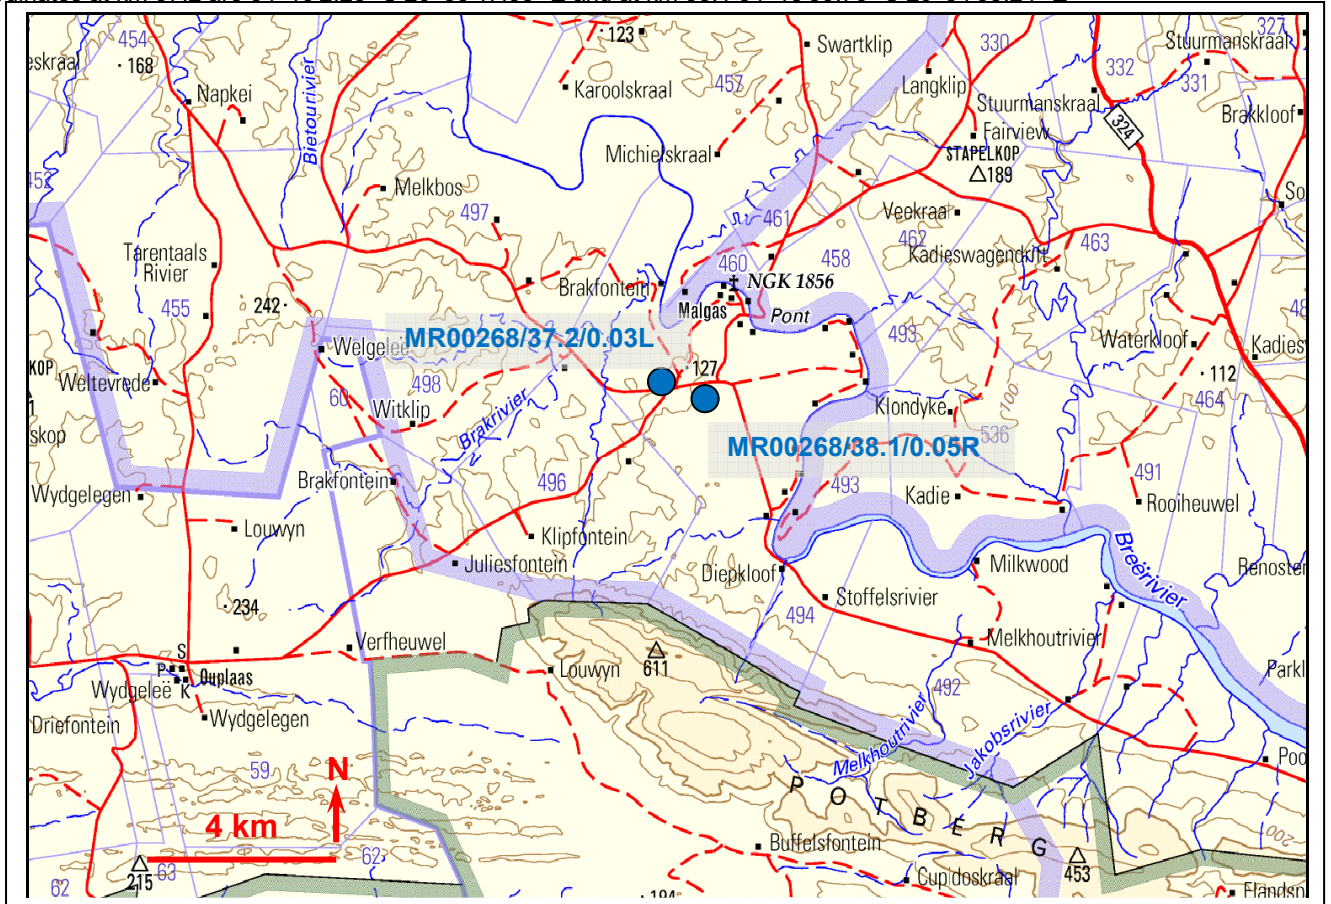 454
168
Napkei
Bietourivier
123
Karoolskraal
457
Swartklip
330
Langklip
332
Stuurmanskraal
331
327
Stuurmanskraal
Brakkloof
324
Fairview
STAPELKOP
189
Michielskraal
Melkbos
497
461
Veekraal
462
Kadieswagendrift
463
Tarentaals
Rivier
455
242
Brakfontein
460
NGK 1856
458
Malgas
Pont
493
Waterkloof
112
464
MR00268/37.2/0.03L
Welgelee
Weltevrede
498
60
Witklip
Brakrivier
127
Klondyke
100
536
MR00268/38.1/0.05R
Wydgelegen
Brakfontein
496
493
Kadie
491
Rooiheuwel
Louwyn
Klipfontein
Juliesfontein
Diepkloof
Milkwood
Breërivier
234
Stoffelsrivier
494
Verfheuwel
Melkhoutrivier
S
P
K
Ouplaas
Wydgelee
Louwyn
611
492
Driefontein
Wydgelegen
Melkhoutrivier
Jakobsrivier
59
N
4 km
POTBERG
200
Buffelsfontein
453
215
63
62
62
Cupidoskraal
194